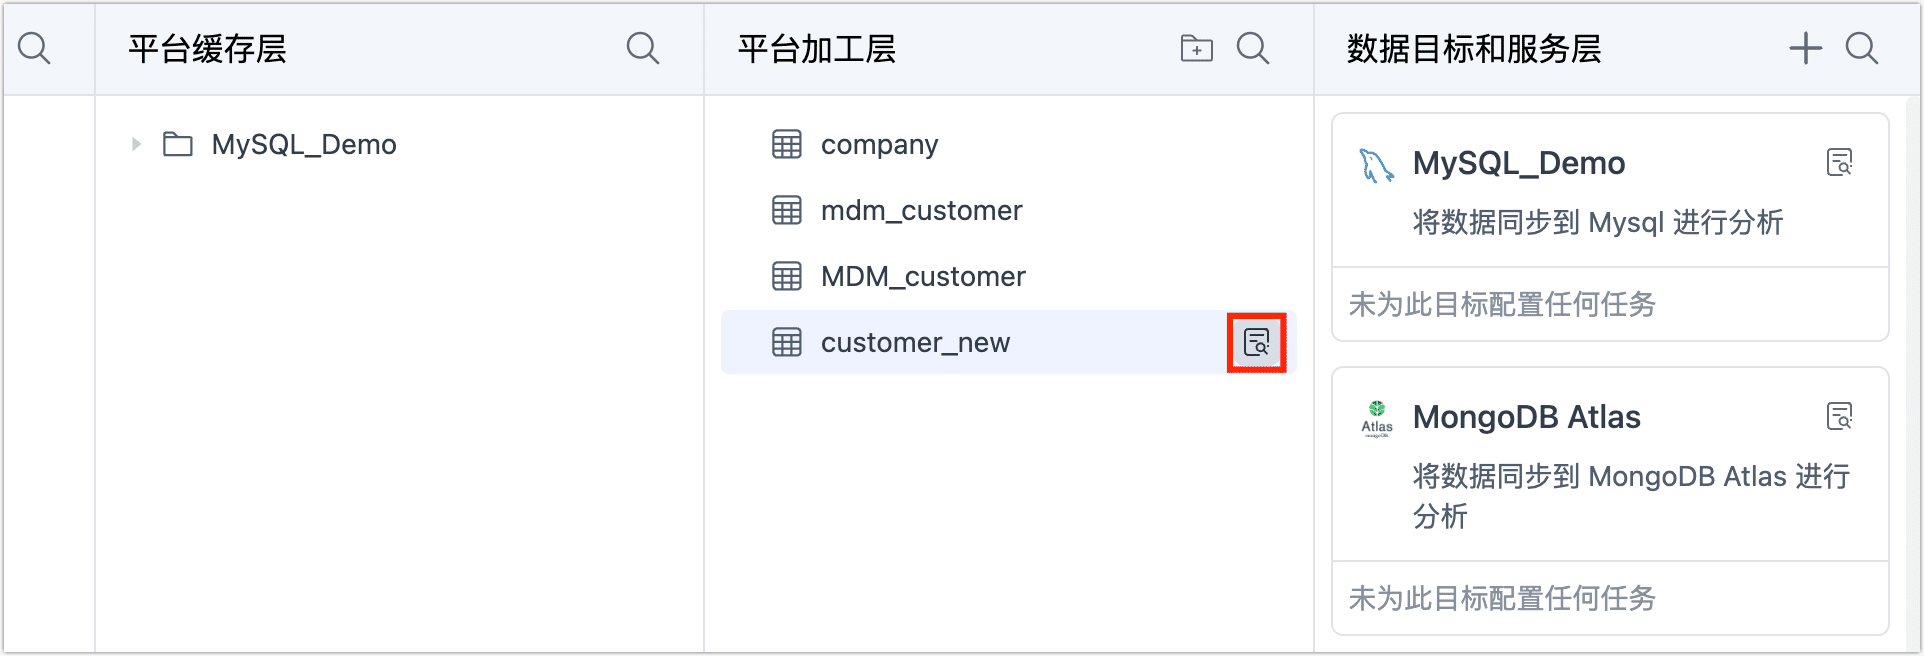 平台缓存层
MySQL_Demo
平台加工层
company
mdm_customer
MDM_customer
customer_new
数据目标和服务层
MySQL_Demo
将数据同步到 Mysql 进行分析
未为此目标配置任何任务
Atlas
mongoDB.
MongoDB Atlas
将数据同步到 MongoDB Atlas 进行
分析
未为此目标配置任何任务